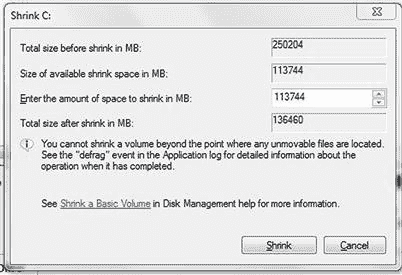 Shrink C:
Total size before shrink in MB: 250204
Size of available shrink space in MB: 113744
Enter the amount of space to shrink in MB: 113744
Total size after shrink in MB: 136460
You cannot shrink a volume beyond the point where any unmovable files are located.
See the "defrag" event in the Application log for detailed information about the
operation when it has completed.
See Shrink a Basic Volume in Disk Management help for more information.
Shrink Cancel